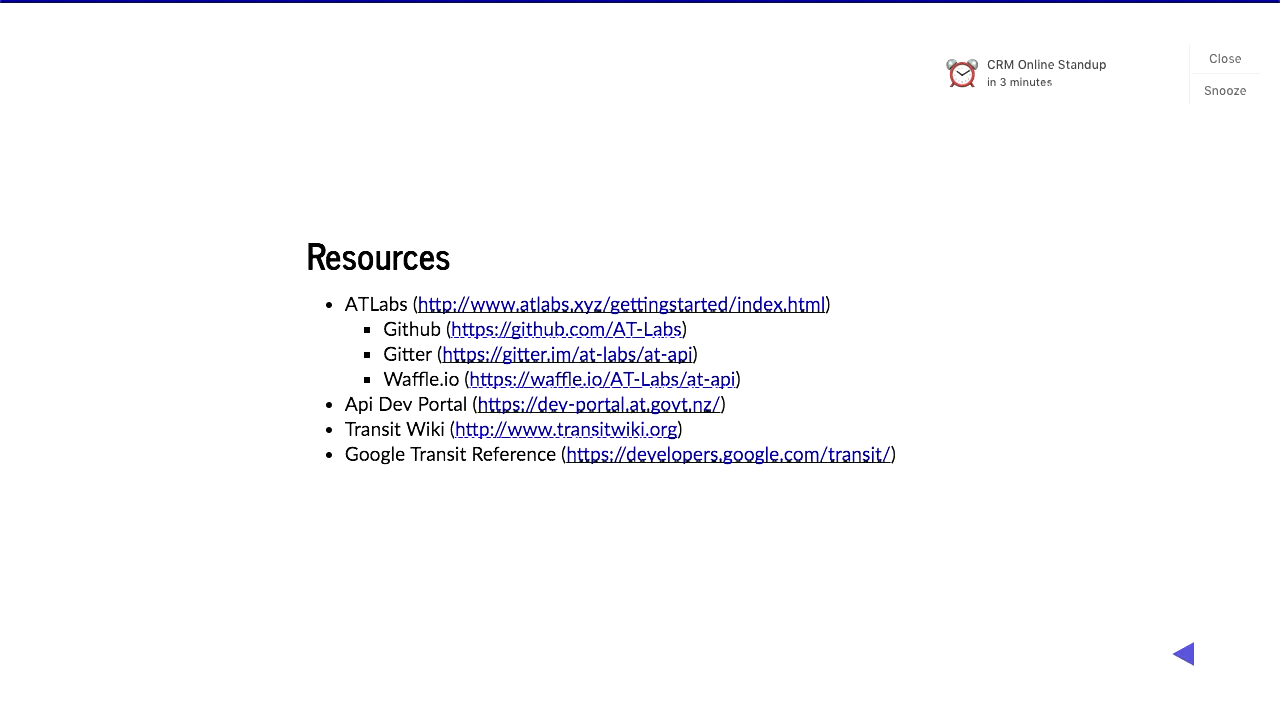 CRM Online Standup
in 3 minutes
Close
Snooze
Resources
• ATLabs (http://www.atlabs.xyz/gettingstarted/index.html)
▪ Github (https://github.com/AT-Labs)
▪ Gitter (https://gitter.im/at-labs/at-api)
▪ Waffle.io (https://waffle.io/AT-Labs/at-api)
• Api Dev Portal (https://dev-portal.at.govt.nz/)
• Transit Wiki (http://www.transitwiki.org)
• Google Transit Reference (https://developers.google.com/transit/)